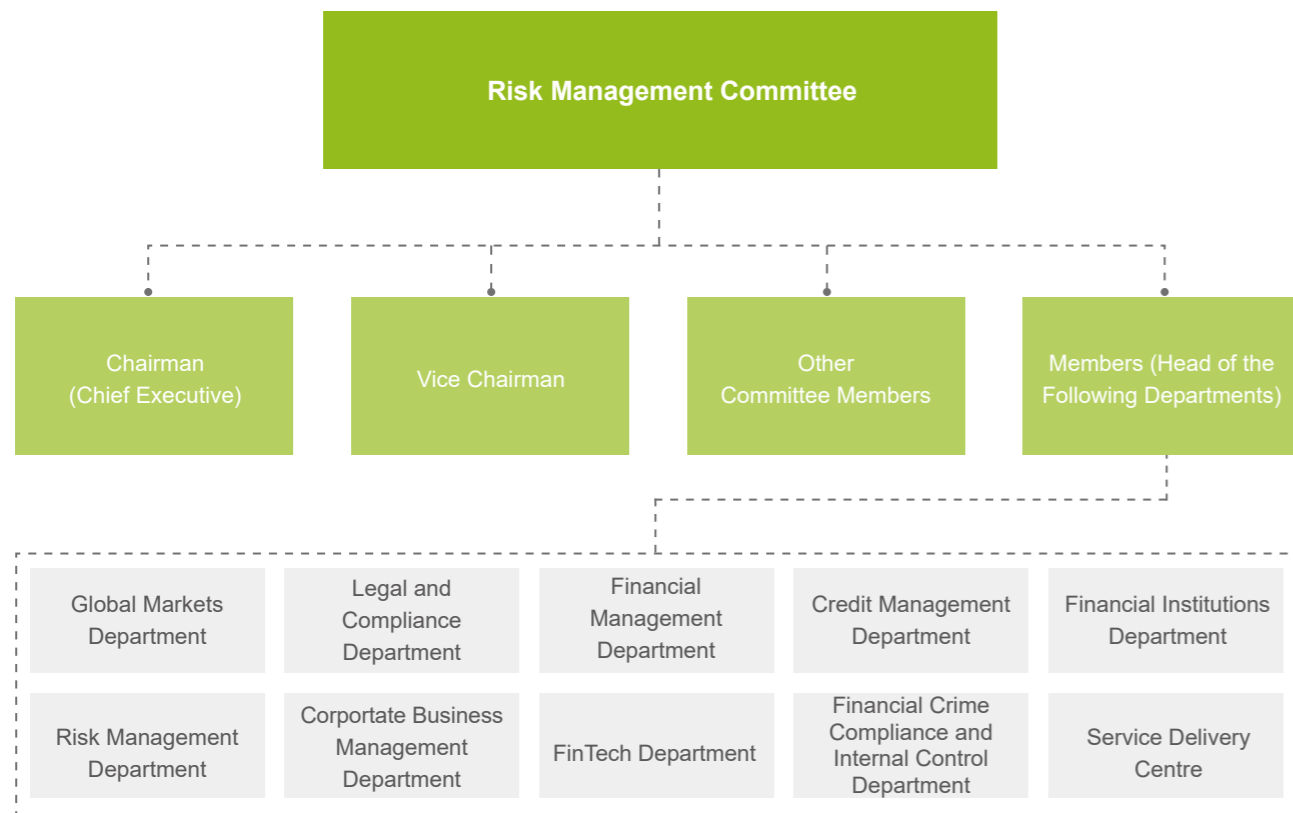 Risk Management Committee
Chairman
(Chief Executive)
Vice Chairman
Other
Committee Members
Members (Head of the
Following Departments)
Global Markets
Department
Legal and
Compliance
Department
Financial
Management
Department
Credit Management
Department
Financial Institutions
Department
Risk Management
Department
Corportate Business
Management
Department
FinTech Department
Financial Crime
Compliance and
Internal Control
Department
Service Delivery
Centre